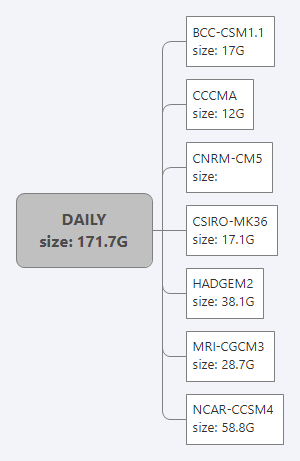 DAILY
size: 171.7G
BCC-CSM1.1
size: 17G
CCCMA
size: 12G
CNRM-CM5
size:
CSIRO-MK36
size: 17.1G
HADGEM2
size: 38.1G
MRI-CGCM3
size: 28.7G
NCAR-CCSM4
size: 58.8G